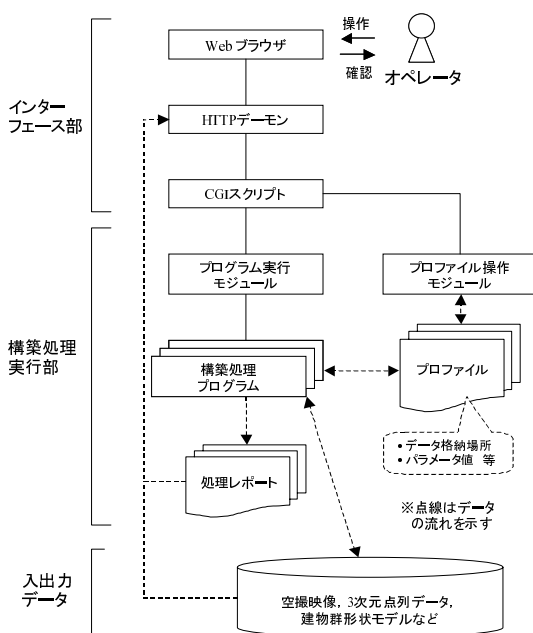 操作
Webブラウザ
確認
オペレータ
インター
フェース部
HTTPデーモン
CGIスクリプト
プログラム実行
モジュール
プロファイル操作
モジュール
構築処理
実行部
構築処理
プログラム
プロファイル
• データ格納場所
• パラメータ値 等
処理レポート
※点線はデータ
の流れを示す
入出力
データ
空撮映像，3次元点列データ，
建物群形状モデルなど